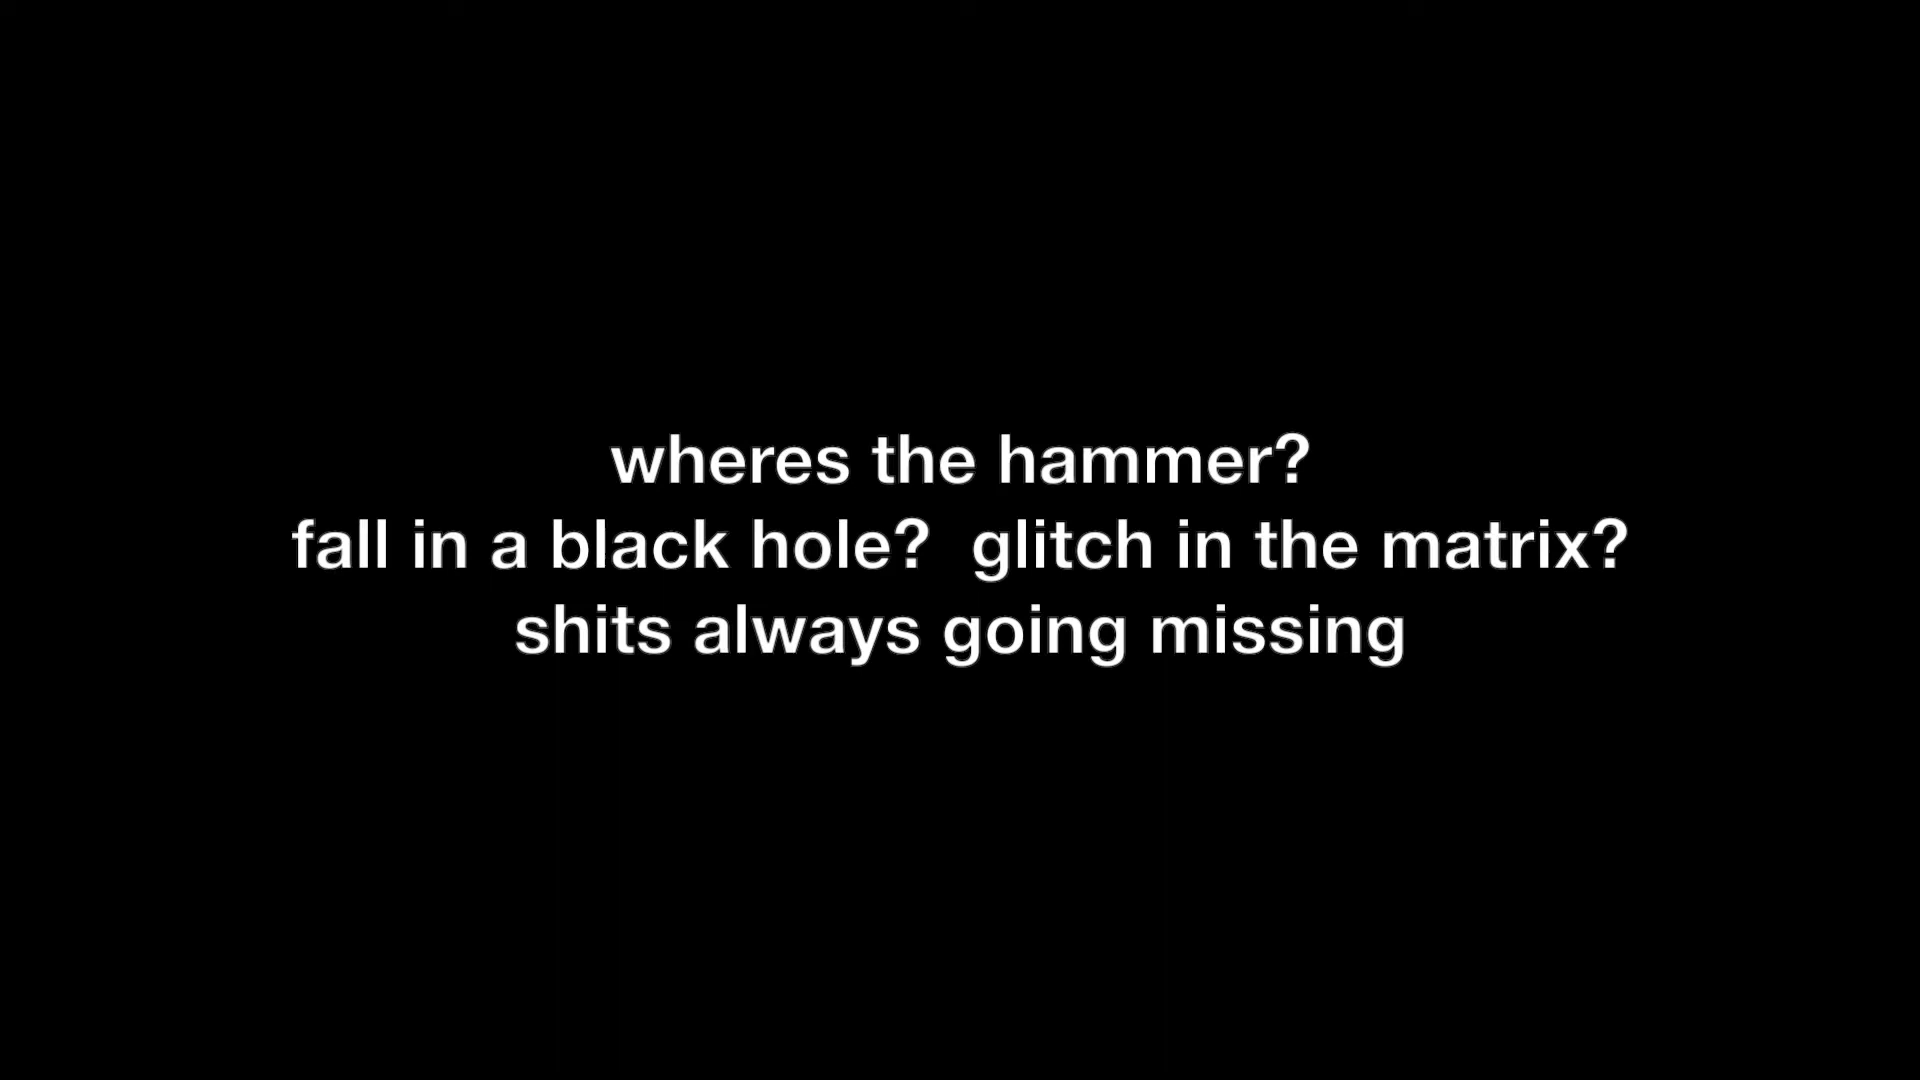 wheres the hammer?
fall in a black hole?  glitch in the matrix?
shits always going missing